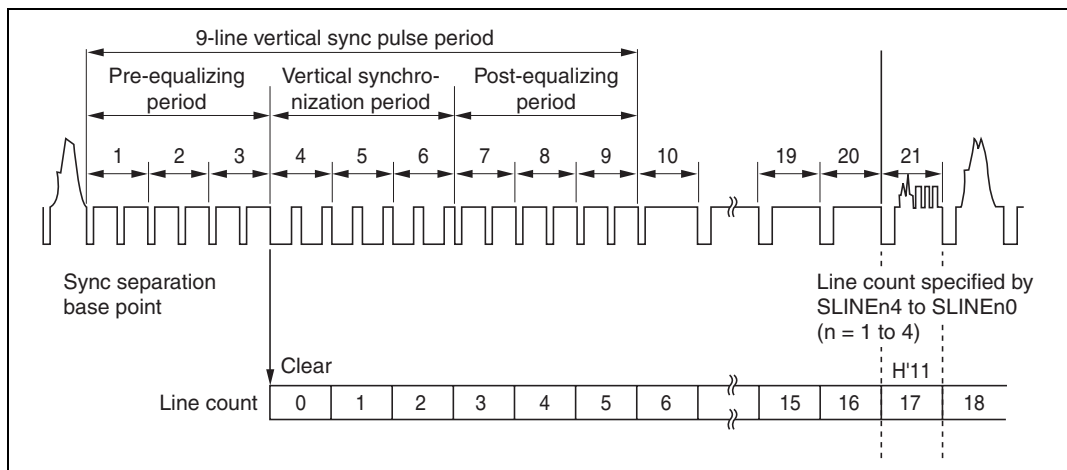 9-line vertical sync pulse period
Pre-equalizing
period
Vertical synchro-
nization period
Post-equalizing
period
1 2 3 4 5 6 7 8 9 10 19 20 21
Sync separation
base point
Line count specified by
SLINEn4 to SLINEn0
(n = 1 to 4)
Clear
H'11
Line count 0 1 2 3 4 5 6 15 16 17 18